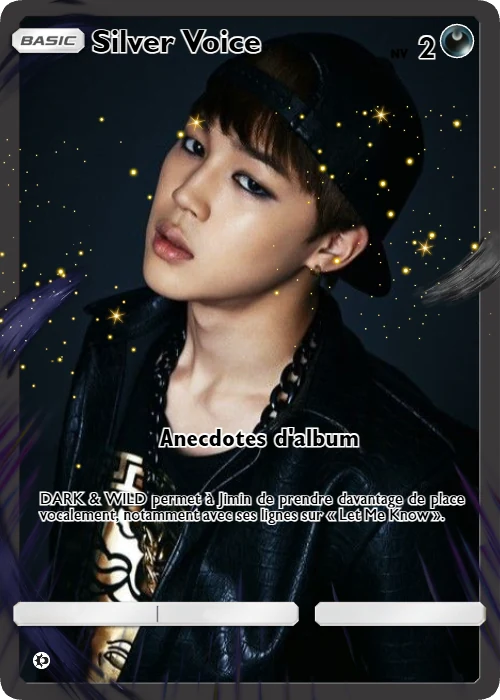 BASIC Silver Voice NV 2
Anecdotes d'album
DARK & WILD permet à Jimin de prendre davantage de place
vocalement, notamment avec ses lignes sur « Let Me Know ».